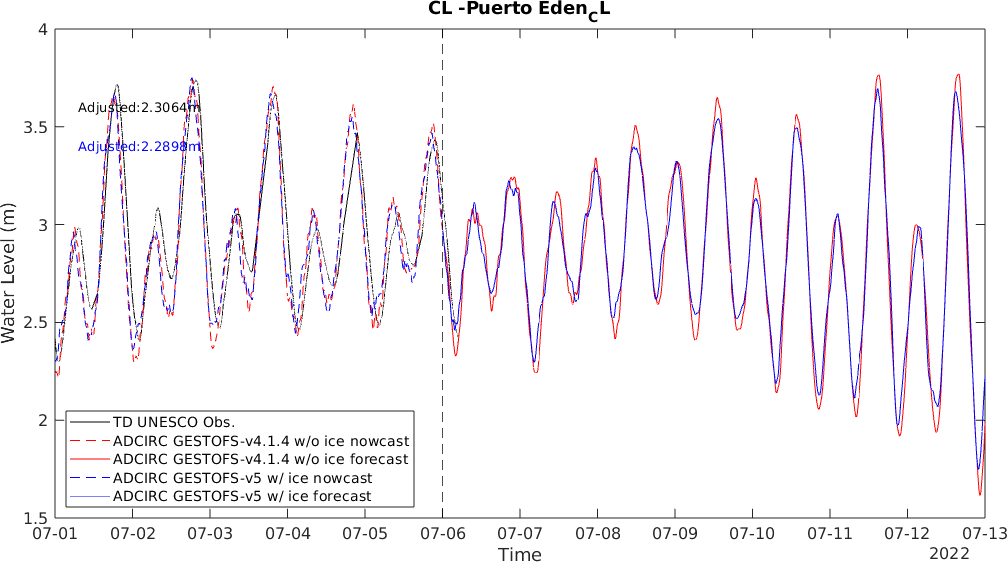 CL -Puerto Eden_CL
4
Adjusted:2.3064m
3.5
Adjusted:2.2898m
3
Water Level (m)
2.5
TD UNESCO Obs.
ADCIRC GESTOFS-v4.1.4 w/o ice nowcast
2
ADCIRC GESTOFS-v4.1.4 w/o ice forecast
ADCIRC GESTOFS-v5 w/ ice nowcast
ADCIRC GESTOFS-v5 w/ ice forecast
1.5
07-01 07-02 07-03 07-04 07-05 07-06 07-07 07-08 07-09 07-10 07-11 07-12 07-13
Time
2022